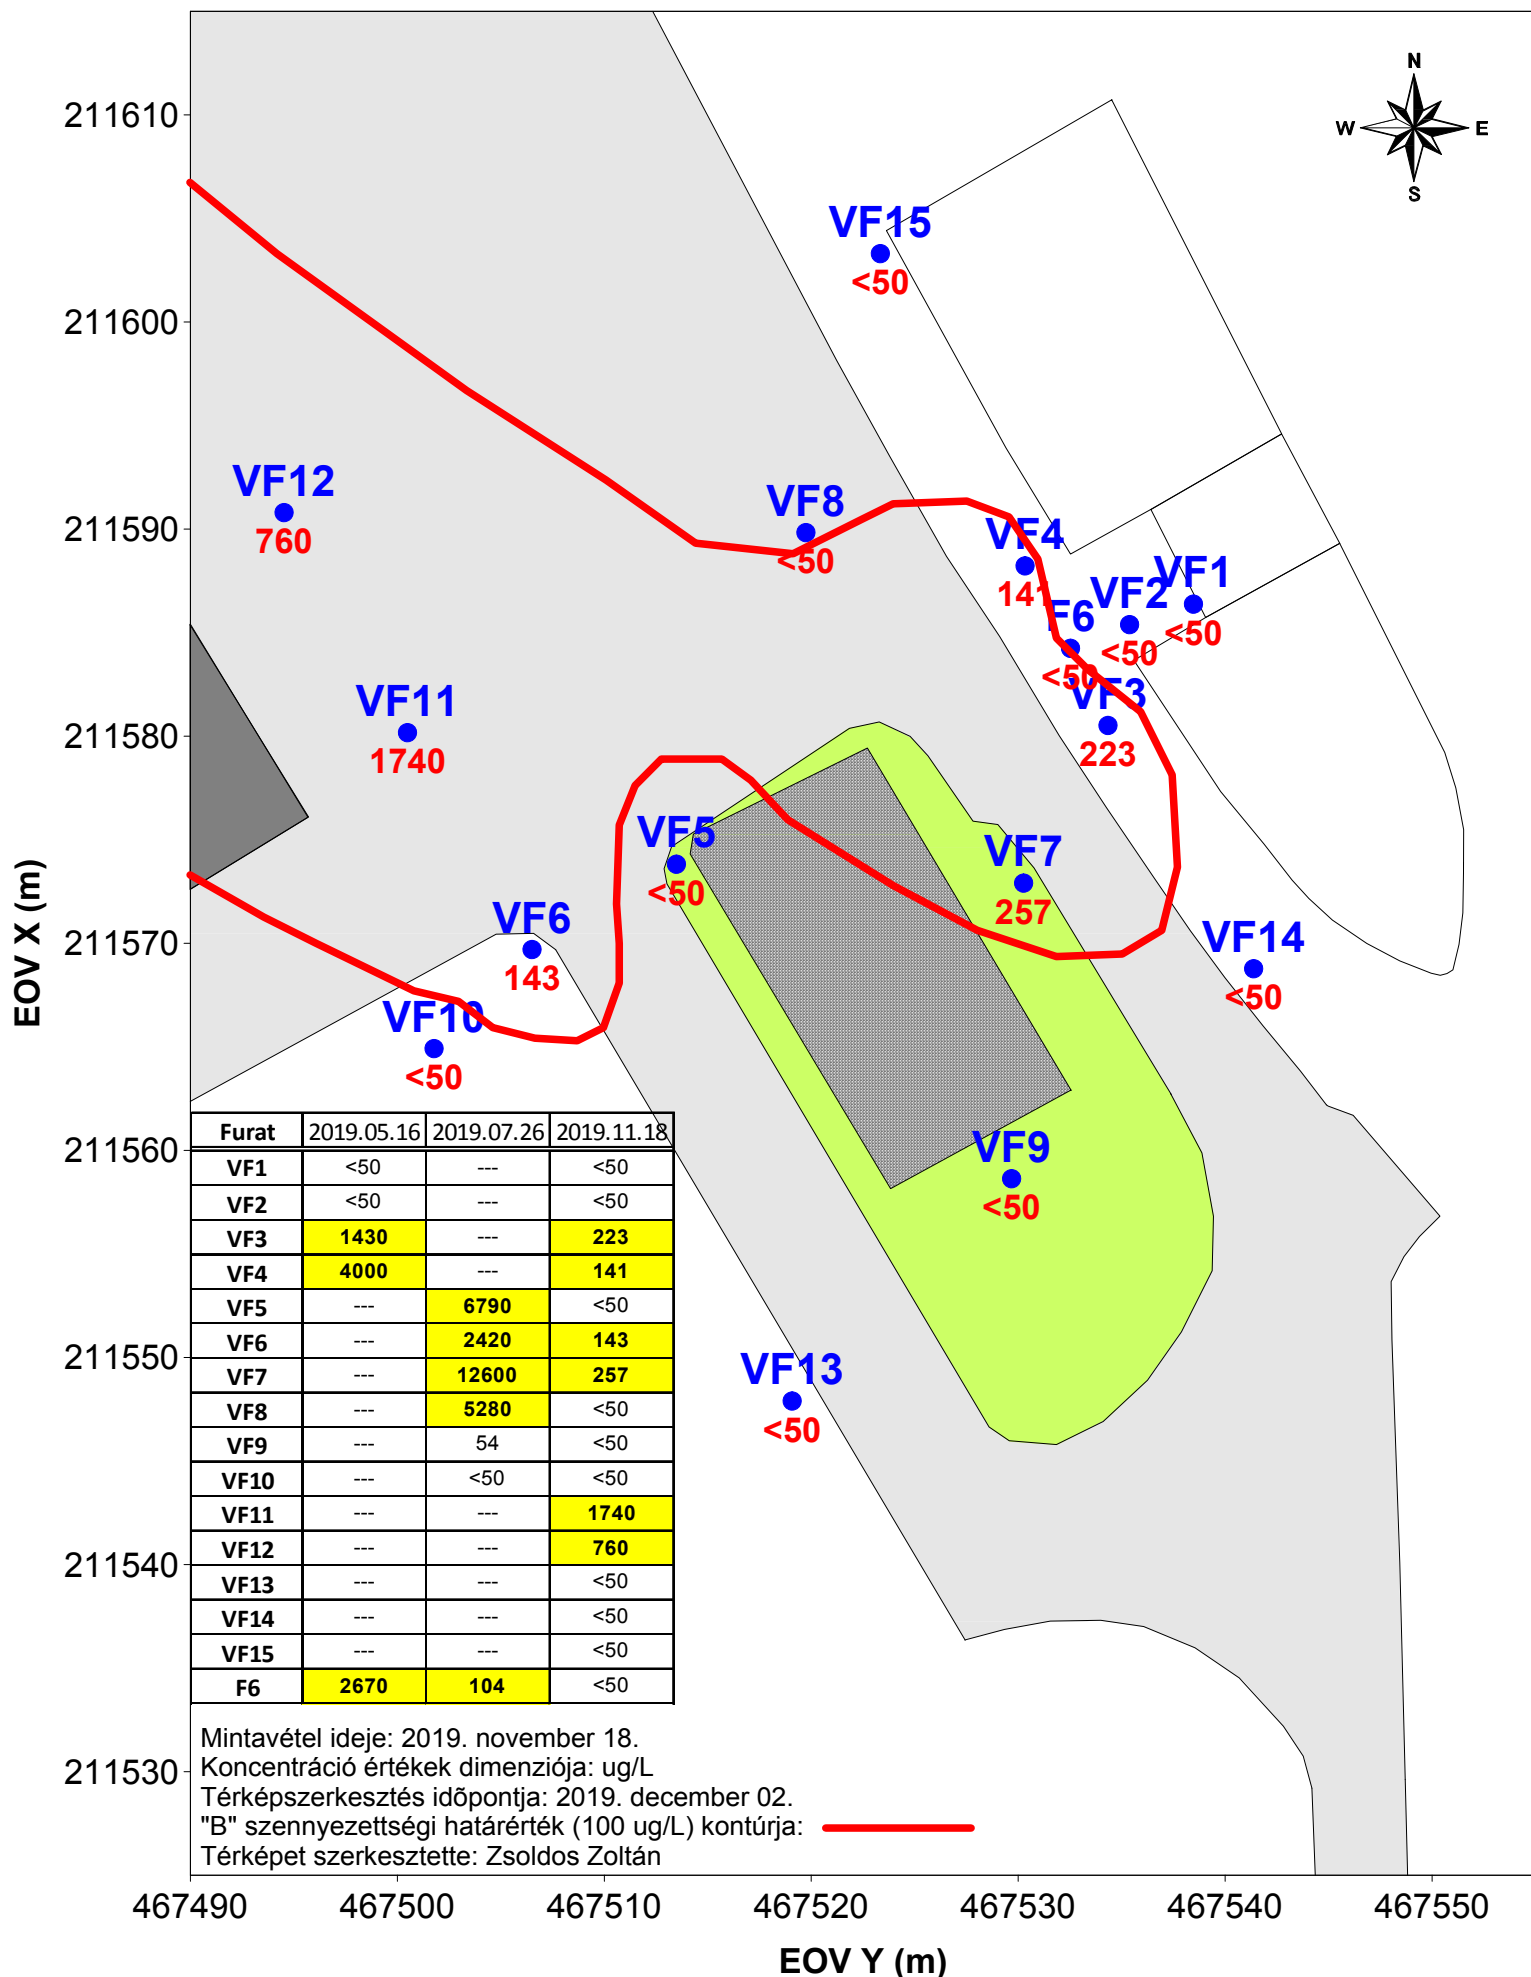 N
W E
S
211610
211600
211590
211580
211570
211560
211550
211540
211530
EOV X (m)
VF15
<50
VF12
760
VF8
<50
VF4
141
F6
<50
VF2
<50
VF1
<50
VF3
223
VF11
1740
VF5
<50
VF7
257
VF6
143
VF14
<50
VF10
<50
VF9
<50
VF13
<50
Furat 2019.05.16 2019.07.26 2019.11.18
VF1 <50 --- <50
VF2 <50 --- <50
VF3 1430 --- 223
VF4 4000 --- 141
VF5 --- 6790 <50
VF6 --- 2420 143
VF7 --- 12600 257
VF8 --- 5280 <50
VF9 --- 54 <50
VF10 --- <50 <50
VF11 --- --- 1740
VF12 --- --- 760
VF13 --- --- <50
VF14 --- --- <50
VF15 --- --- <50
F6 2670 104 <50
Mintavétel ideje: 2019. november 18.
Koncentráció értékek dimenziója: ug/L
Térképszerkesztés idõpontja: 2019. december 02.
"B" szennyezettségi határérték (100 ug/L) kontúrja:
Térképet szerkesztette: Zsoldos Zoltán
467490 467500 467510 467520 467530 467540 467550
EOV Y (m)